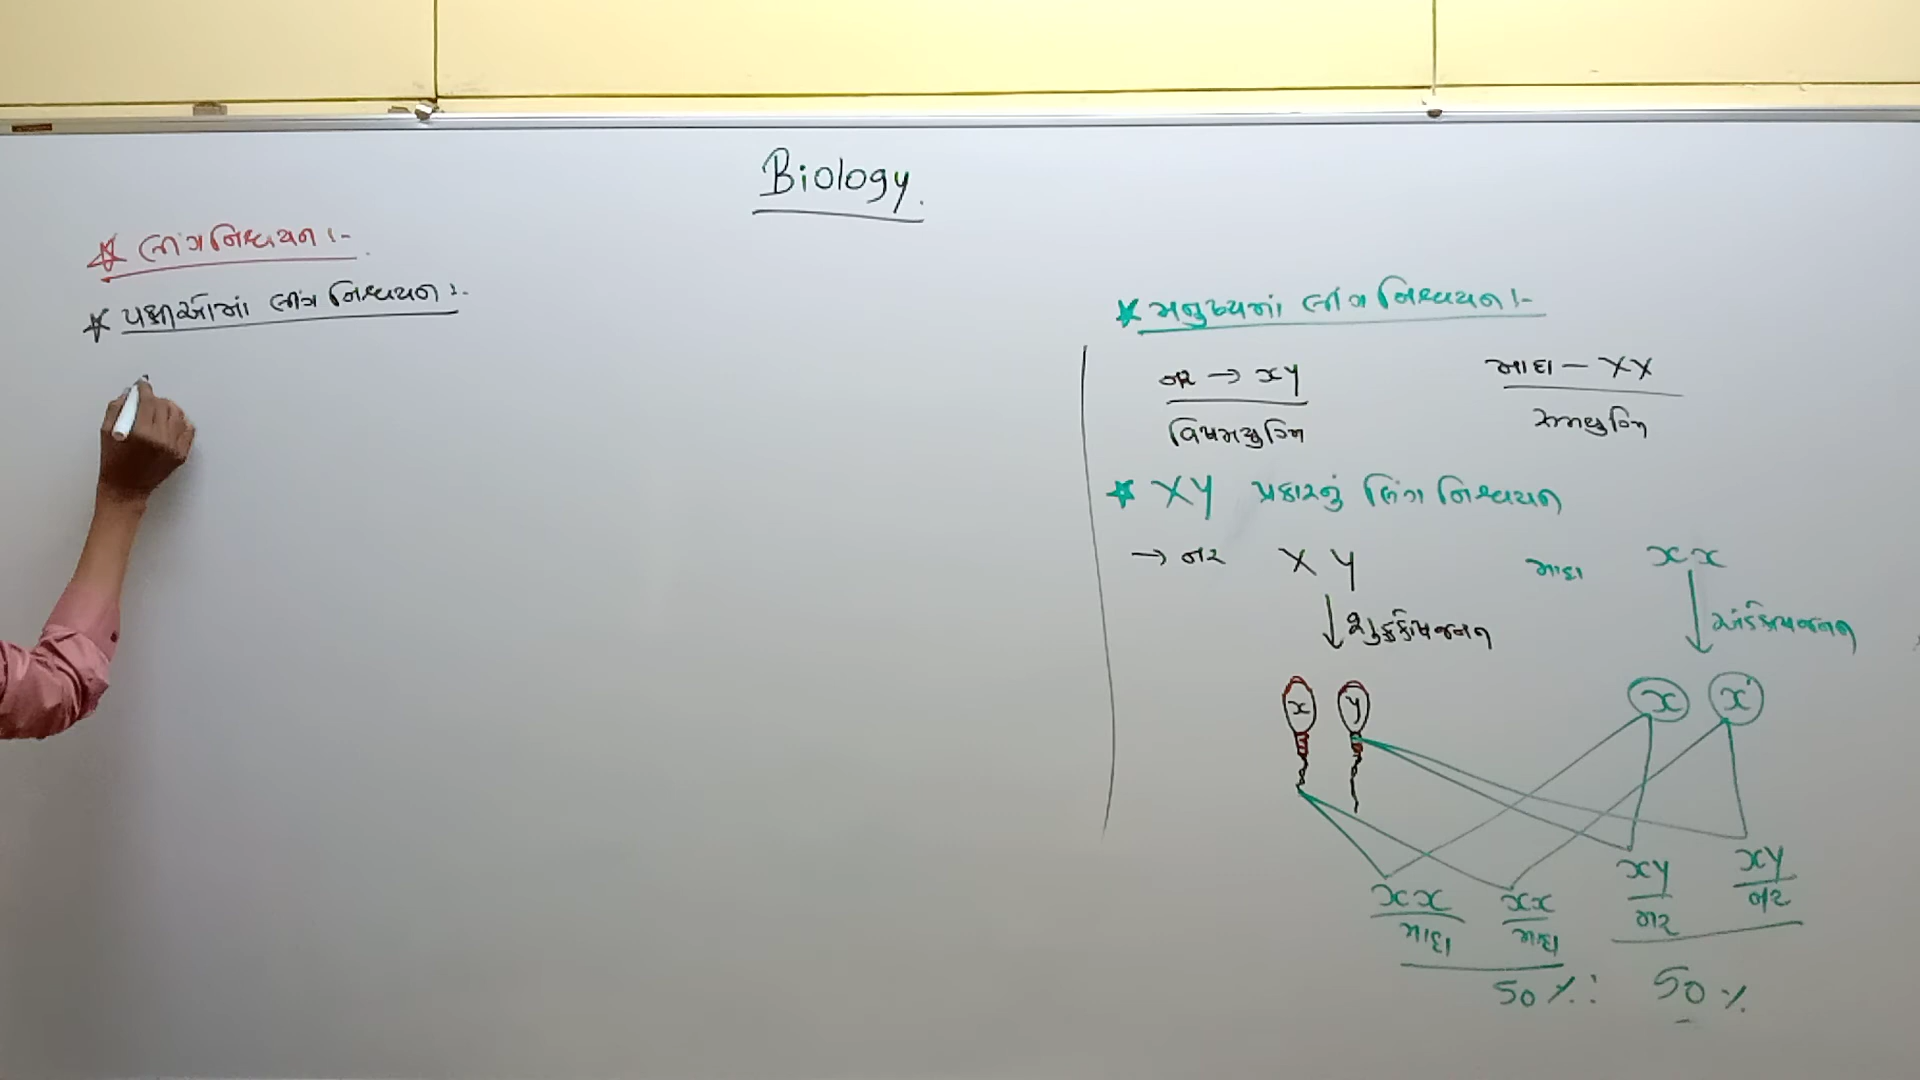 Biology.
★ લીંગ નિશ્ચયન :-
★ પક્ષીઓમાં લીંગ નિશ્ચયન :-
★ મનુષ્યમાં લીંગ નિશ્ચયન :-
નર → XY
માદા - XX
વિષમયુગ્મિ
સમયુગ્મિ
★ XY પ્રકારનું લિંગ નિશ્ચયન
→ નર X Y
માદા XX
શુક્રકોષજનન
અંડકોષજનન
X Y
X X
XX XX XY XY
માદા માદા નર નર
50 % : 50 %